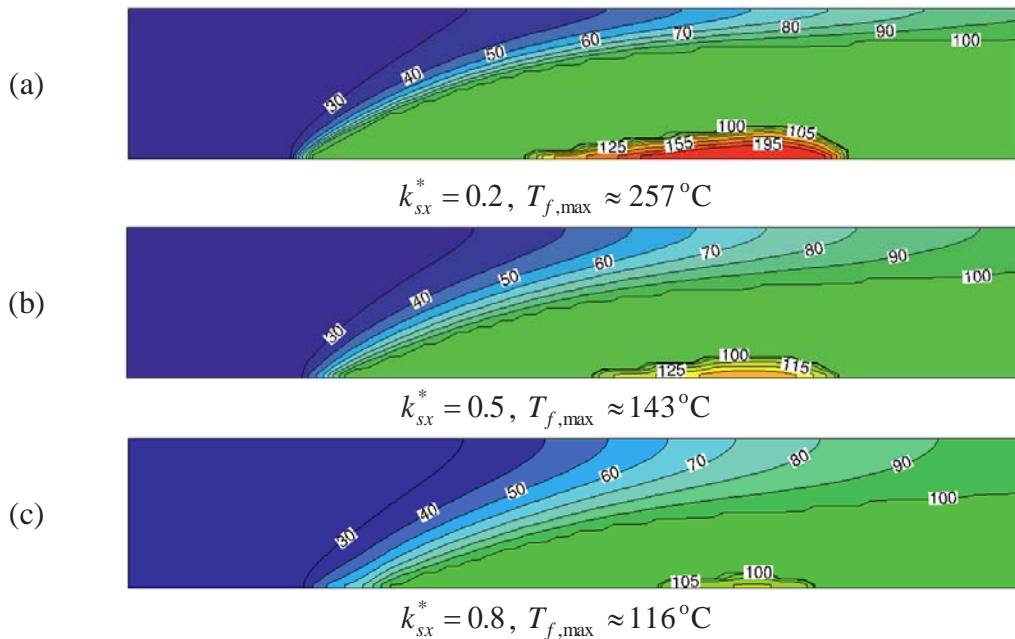 (a)
30 40 50 60 70 80 90 100
125 155 100 195 105
k*sx = 0.2, Tf,max ≈ 257 °C
(b)
30 40 50 60 70 80 90 100
125 100 115
k*sx = 0.5, Tf,max ≈ 143 °C
(c)
30 40 50 60 70 80 90 100
105 100
k*sx = 0.8, Tf,max ≈ 116 °C